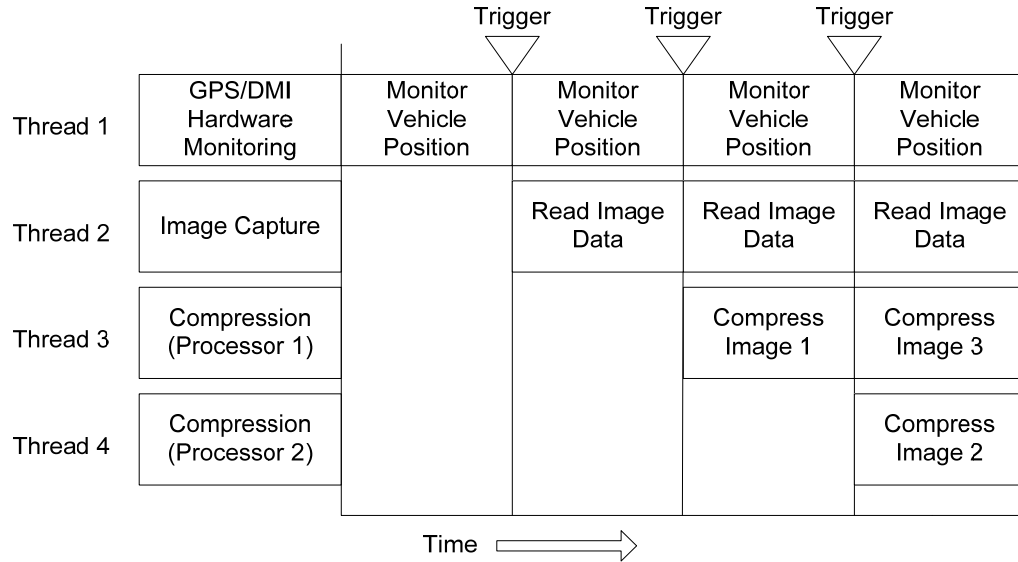 Trigger Trigger Trigger
Thread 1
GPS/DMI
Hardware
Monitoring
Monitor
Vehicle
Position
Monitor
Vehicle
Position
Monitor
Vehicle
Position
Monitor
Vehicle
Position
Thread 2
Image Capture
Read Image
Data
Read Image
Data
Read Image
Data
Thread 3
Compression
(Processor 1)
Compress
Image 1
Compress
Image 3
Thread 4
Compression
(Processor 2)
Compress
Image 2
Time